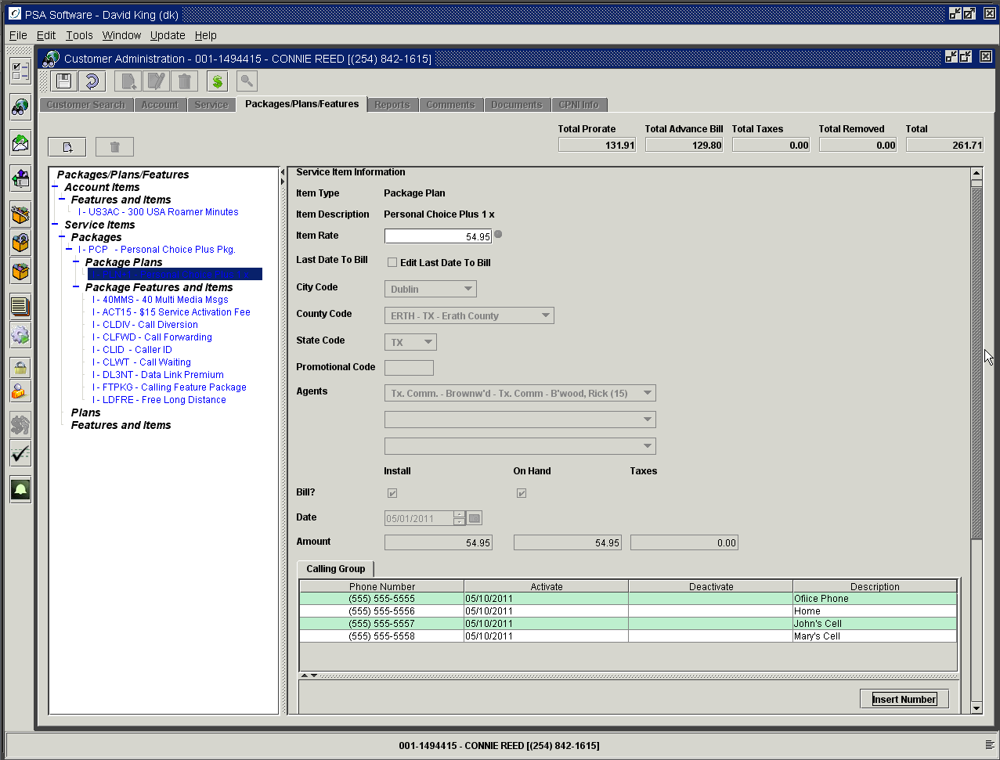 PSA Software - David King (dk)
File Edit Tools Window Update Help
Customer Administration - 001-1494415 - CONNIE REED [(254) 842-1615]
Customer Search Account Service Packages/Plans/Features Reports Comments Documents CPNI Info
Total Prorate Total Advance Bill Total Taxes Total Removed Total
131.91 129.80 0.00 0.00 261.71
Packages/Plans/Features
Account Items
Features and Items
I - US3AC - 300 USA Roamer Minutes
Service Items
Packages
I - PCP - Personal Choice Plus Pkg.
Package Plans
Personal Choice Plus
Package Features and Items
I - 40MMS - 40 Multi Media Msgs
I - ACT15 - $15 Service Activation Fee
I - CLDIV - Call Diversion
I - CLFWD - Call Forwarding
I - CLID - Caller ID
I - CLWT - Call Waiting
I - DL3NT - Data Link Premium
I - FTPKG - Calling Feature Package
I - LDFRE - Free Long Distance
Plans
Features and Items
Service Item Information
Item Type Package Plan
Item Description Personal Choice Plus 1 x
Item Rate 54.95
Last Date To Bill Edit Last Date To Bill
City Code Dublin
County Code ERTH - TX - Erath County
State Code TX
Promotional Code
Agents Tx. Comm. - Brownw'd - Tx. Comm - B'wood, Rick (15)
Install On Hand Taxes
Bill?
Date 05/01/2011
Amount 54.95 54.95 0.00
Calling Group
Phone Number Activate Deactivate Description
(555) 555-5555 05/10/2011 Ofiice Phone
(555) 555-5556 05/10/2011 Home
(555) 555-5557 05/10/2011 John's Cell
(555) 555-5558 05/10/2011 Mary's Cell
Insert Number
001-1494415 - CONNIE REED [(254) 842-1615]